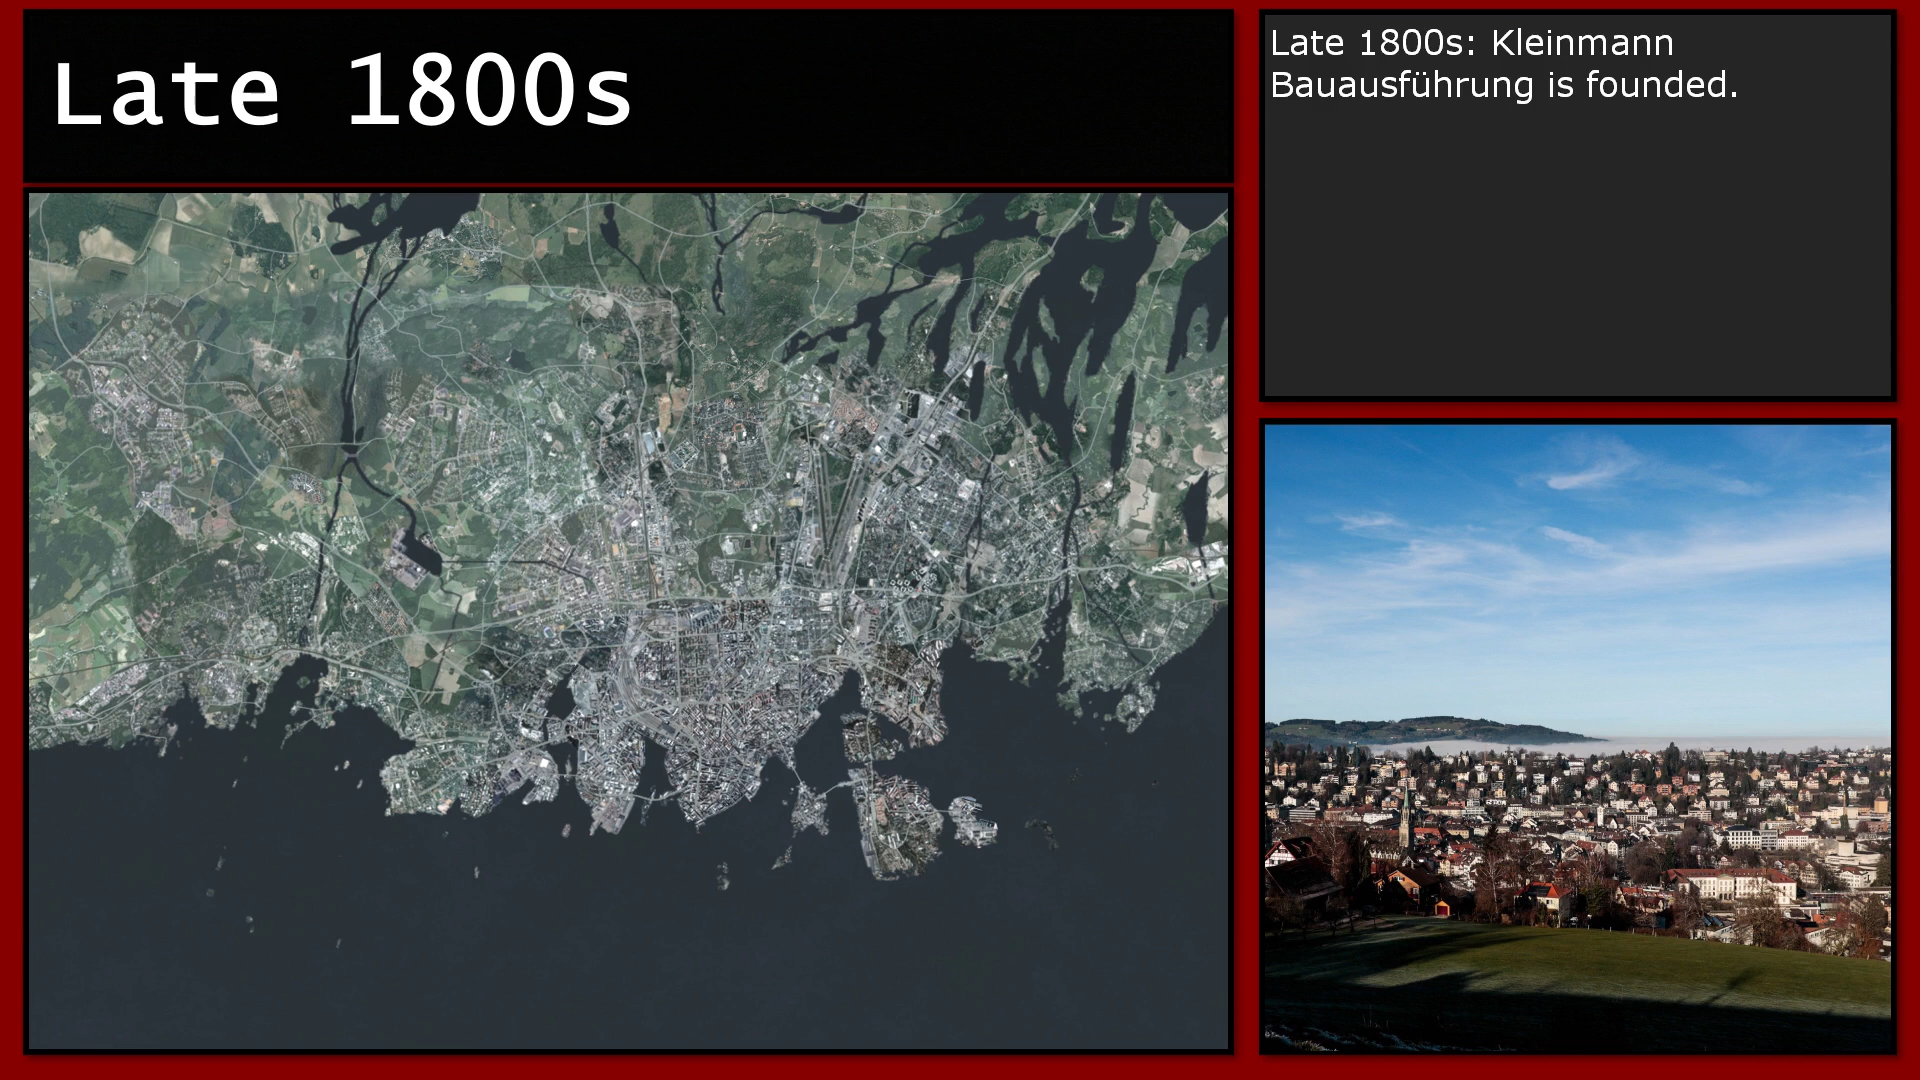 Late 1800s
Late 1800s: Kleinmann
Bauausführung is founded.